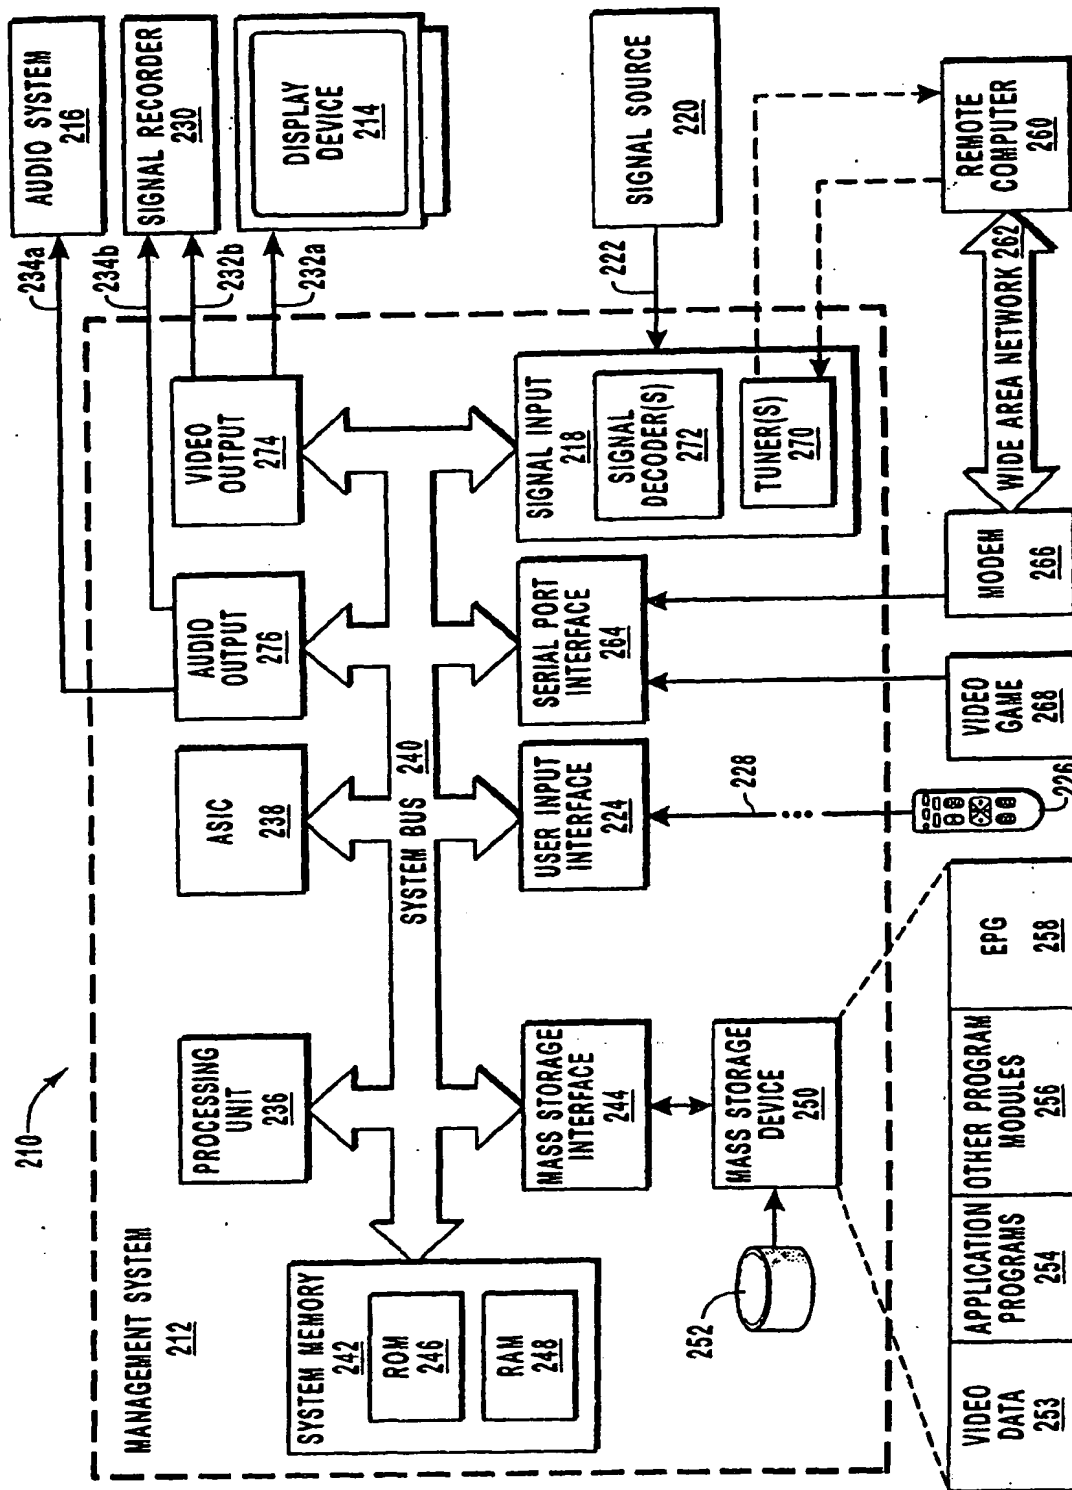 210
MANAGEMENT SYSTEM
212
SYSTEM MEMORY
242
ROM
246
RAM
248
PROCESSING
UNIT
236
ASIC
238
AUDIO
OUTPUT
276
VIDEO
OUTPUT
274
234a
234b
232b
232a
AUDIO SYSTEM
216
SIGNAL RECORDER
230
DISPLAY
DEVICE
214
SYSTEM BUS 240
MASS STORAGE
INTERFACE
244
USER INPUT
INTERFACE
224
SERIAL PORT
INTERFACE
264
SIGNAL INPUT
218
SIGNAL
DECODER(S)
272
TUNER(S)
270
222
SIGNAL SOURCE
220
252
MASS STORAGE
DEVICE
250
228
226
VIDEO
GAME
268
MODEM
266
WIDE AREA NETWORK 262
REMOTE
COMPUTER
260
VIDEO
DATA
253
APPLICATION
PROGRAMS
254
OTHER PROGRAM
MODULES
256
EPG
258